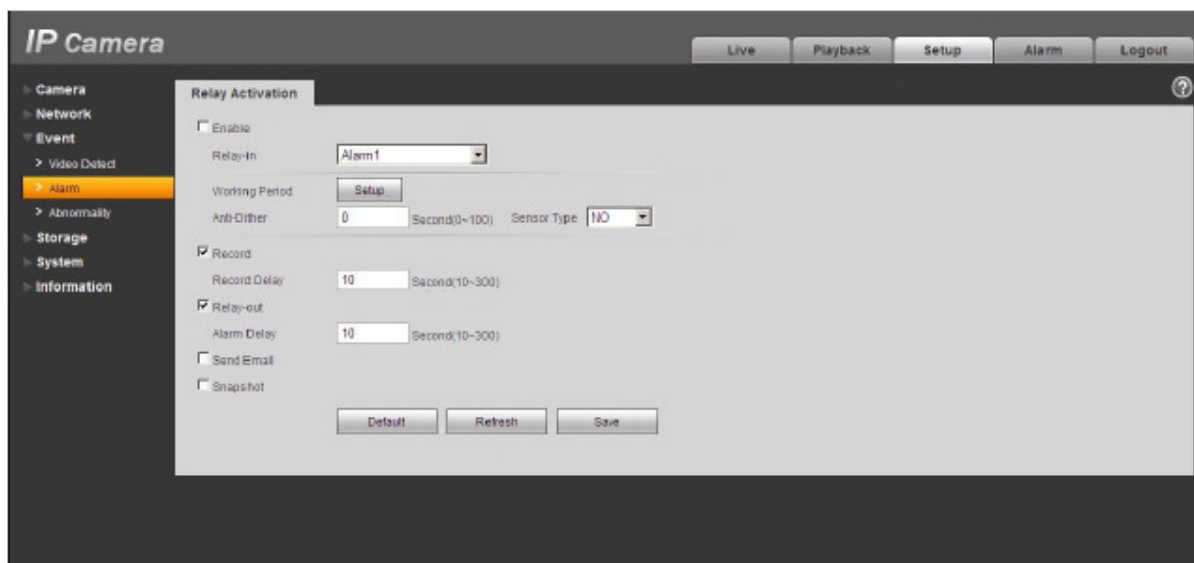 IP Camera
Live
Playback
Setup
Alarm
Logout
Camera
Network
Event
> Video Detect
> Alarm
> Abnormality
Storage
System
Information
Relay Activation
?
Enable
Relay-in
Alarm1
Working Period
Setup
Anti-Dither
0
Second(0~100)
Sensor Type
NO
Record
Record Delay
10
Second(10~300)
Relay-out
Alarm Delay
10
Second(10~300)
Send Email
Snapshot
Default
Refresh
Save